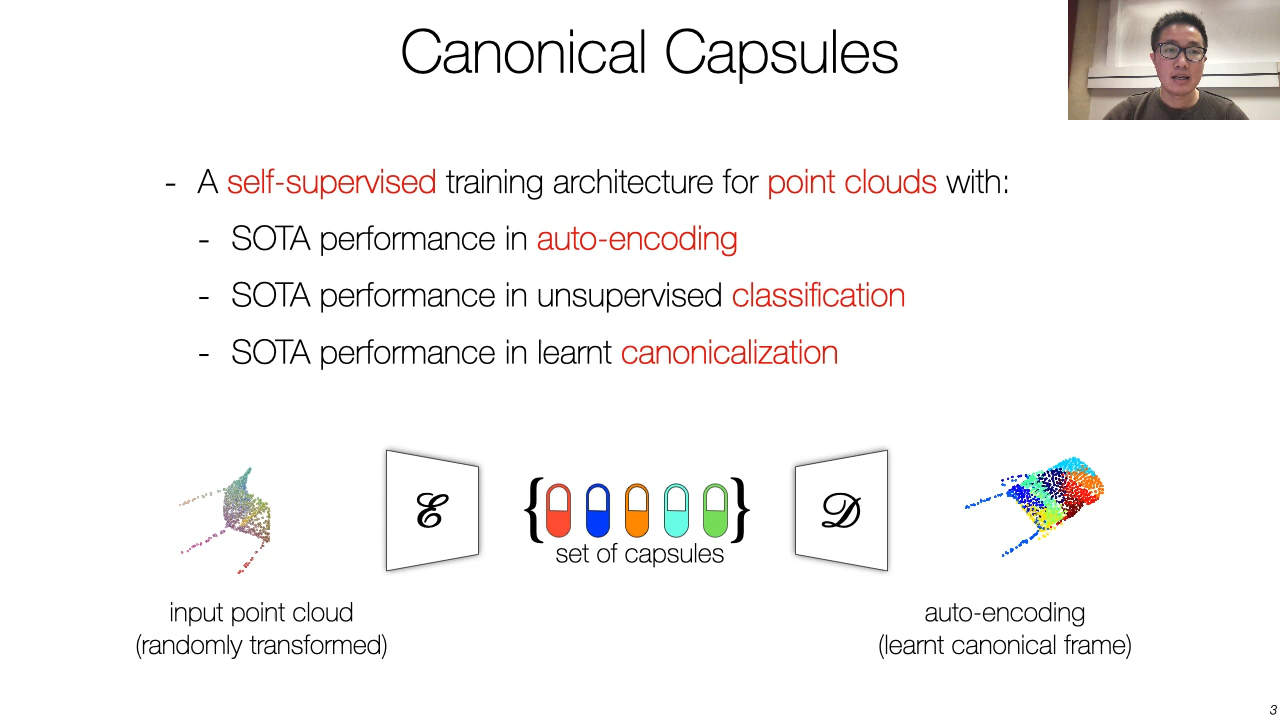 Canonical Capsules
- A self-supervised training architecture for point clouds with:
- SOTA performance in auto-encoding
- SOTA performance in unsupervised classification
- SOTA performance in learnt canonicalization
ℰ
{ }
𝒟
set of capsules
input point cloud
(randomly transformed)
auto-encoding
(learnt canonical frame)
3